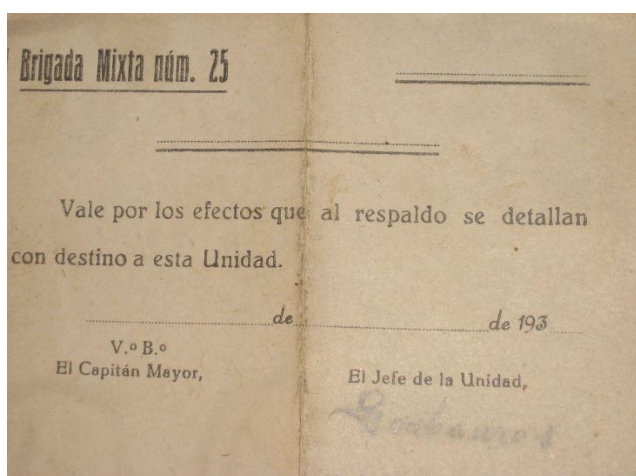 Brigada Mixta núm. 25
Vale por los efectos que al respaldo se detallan
con destino a esta Unidad.
de de 193
V.º B.º
El Capitán Mayor,
El Jefe de la Unidad,